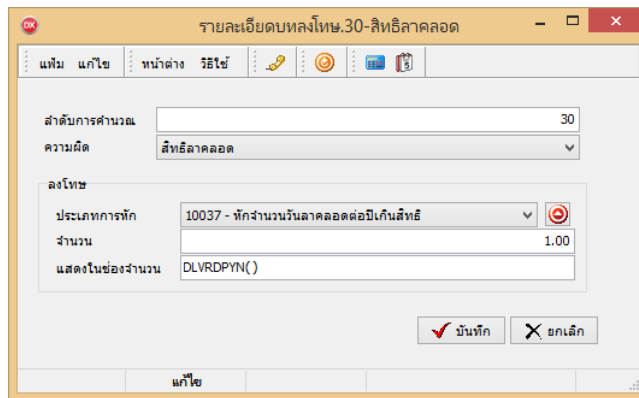 รายละเอียดบทลงโทษ.30-สิทธิลาคลอด
แฟ้ม แก้ไข หน้าต่าง วิธีใช้
ลำดับการคำนวณ 30
ความผิด สิทธิลาคลอด
ลงโทษ
ประเภทการหัก 10037 - หักจำนวนวันลาคลอดต่อปีเกินสิทธิ์
จำนวน 1.00
แสดงในช่องจำนวน DLVRDPYN()
บันทึก ยกเลิก
แก้ไข